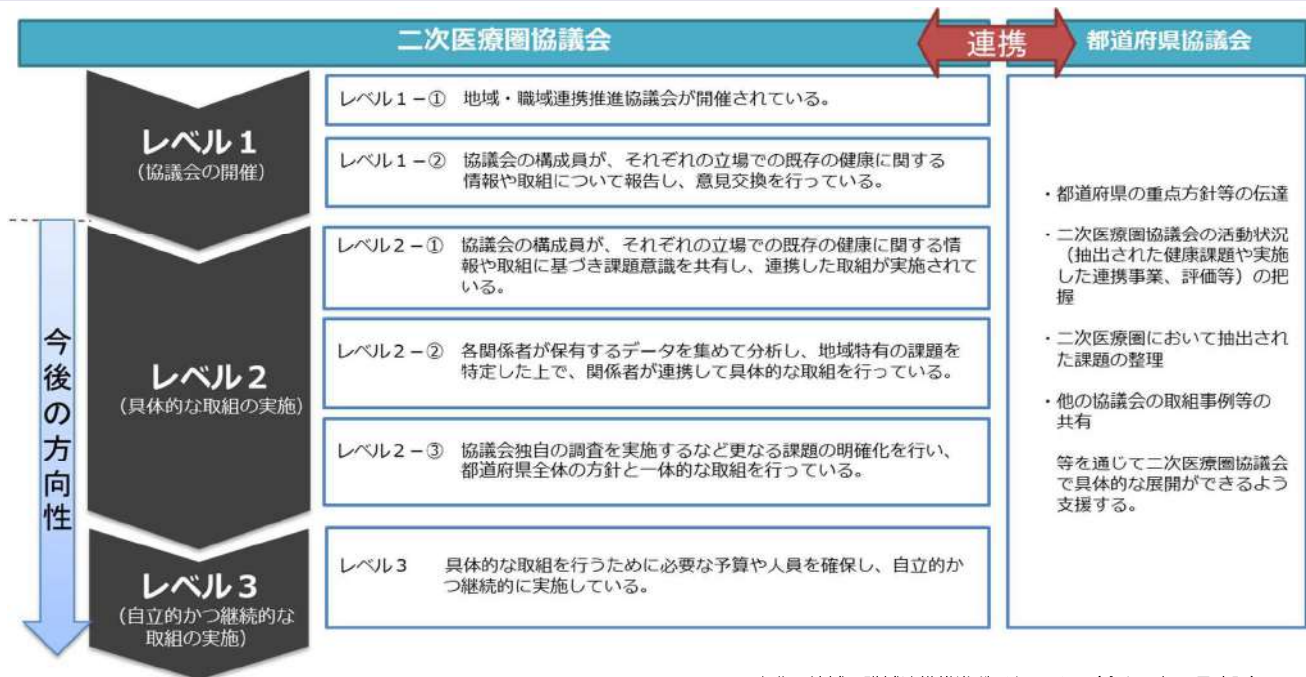 二次医療圏協議会
連携
都道府県協議会
レベル１
（協議会の開催）
レベル１－① 地域・職域連携推進協議会が開催されている。
レベル１－② 協議会の構成員が、それぞれの立場での既存の健康に関する
情報や取組について報告し、意見交換を行っている。
今後の方向性
レベル２
（具体的な取組の実施）
レベル２－① 協議会の構成員が、それぞれの立場での既存の健康に関する情
報や取組に基づき課題意識を共有し、連携した取組が実施されて
いる。
レベル２－② 各関係者が保有するデータを集めて分析し、地域特有の課題を
特定した上で、関係者が連携して具体的な取組を行っている。
レベル２－③ 協議会独自の調査を実施するなど更なる課題の明確化を行い、
都道府県全体の方針と一体的な取組を行っている。
レベル３
（自立的かつ継続的な
取組の実施）
レベル３ 具体的な取組を行うために必要な予算や人員を確保し、自立的か
つ継続的に実施している。
・都道府県の重点方針等の伝達
・二次医療圏協議会の活動状況
（抽出された健康課題や実施
した連携事業、評価等）の把
握
・二次医療圏において抽出され
た課題の整理
・他の協議会の取組事例等の
共有
等を通じて二次医療圏協議会
で具体的な展開ができるよう
支援する。